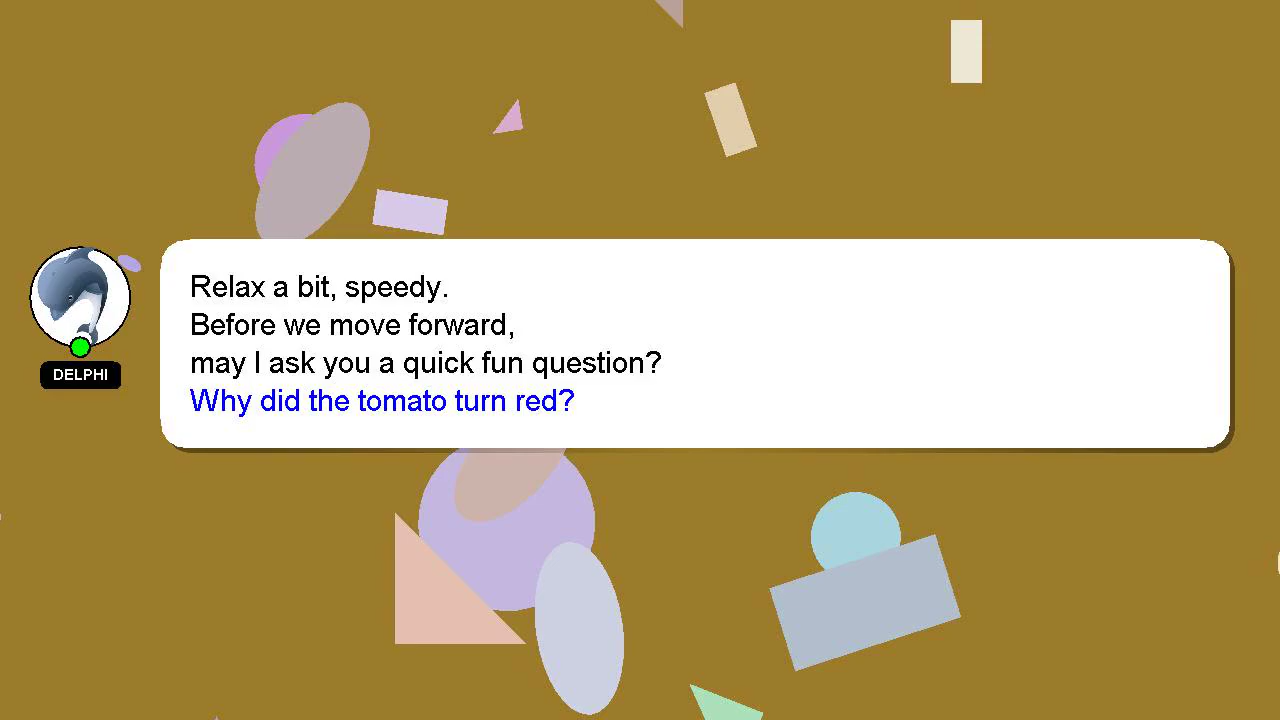 Relax a bit, speedy.
Before we move forward,
may I ask you a quick fun question?
Why did the tomato turn red?
DELPHI